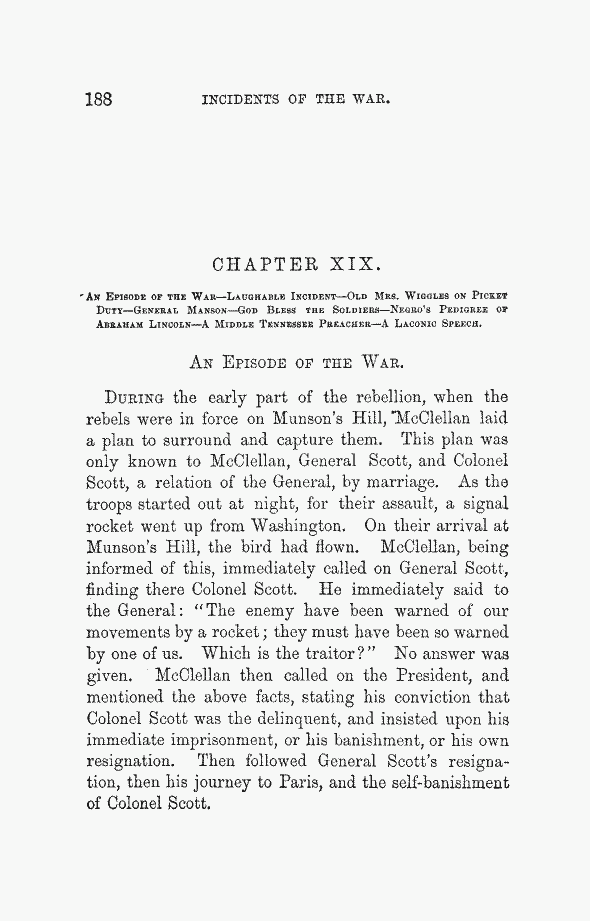 188 INCIDENTS OF THE WAR.
CHAPTER XIX.
An Episode of the War—Laughable Incident—Old Mrs. Wiggles on Picket
Duty—General Manson—God Bless the Soldiers—Negro's Pedigree of
Abraham Lincoln—A Middle Tennessee Preacher—A Laconic Speech.
An Episode of the War.
During the early part of the rebellion, when the
rebels were in force on Munson's Hill, McClellan laid
a plan to surround and capture them. This plan was
only known to McClellan, General Scott, and Colonel
Scott, a relation of the General, by marriage. As the
troops started out at night, for their assault, a signal
rocket went up from Washington. On their arrival at
Munson's Hill, the bird had flown. McClellan, being
informed of this, immediately called on General Scott,
finding there Colonel Scott. He immediately said to
the General: "The enemy have been warned of our
movements by a rocket; they must have been so warned
by one of us. Which is the traitor?" No answer was
given. McClellan then called on the President, and
mentioned the above facts, stating his conviction that
Colonel Scott was the delinquent, and insisted upon his
immediate imprisonment, or his banishment, or his own
resignation. Then followed General Scott's resigna-
tion, then his journey to Paris, and the self-banishment
of Colonel Scott.